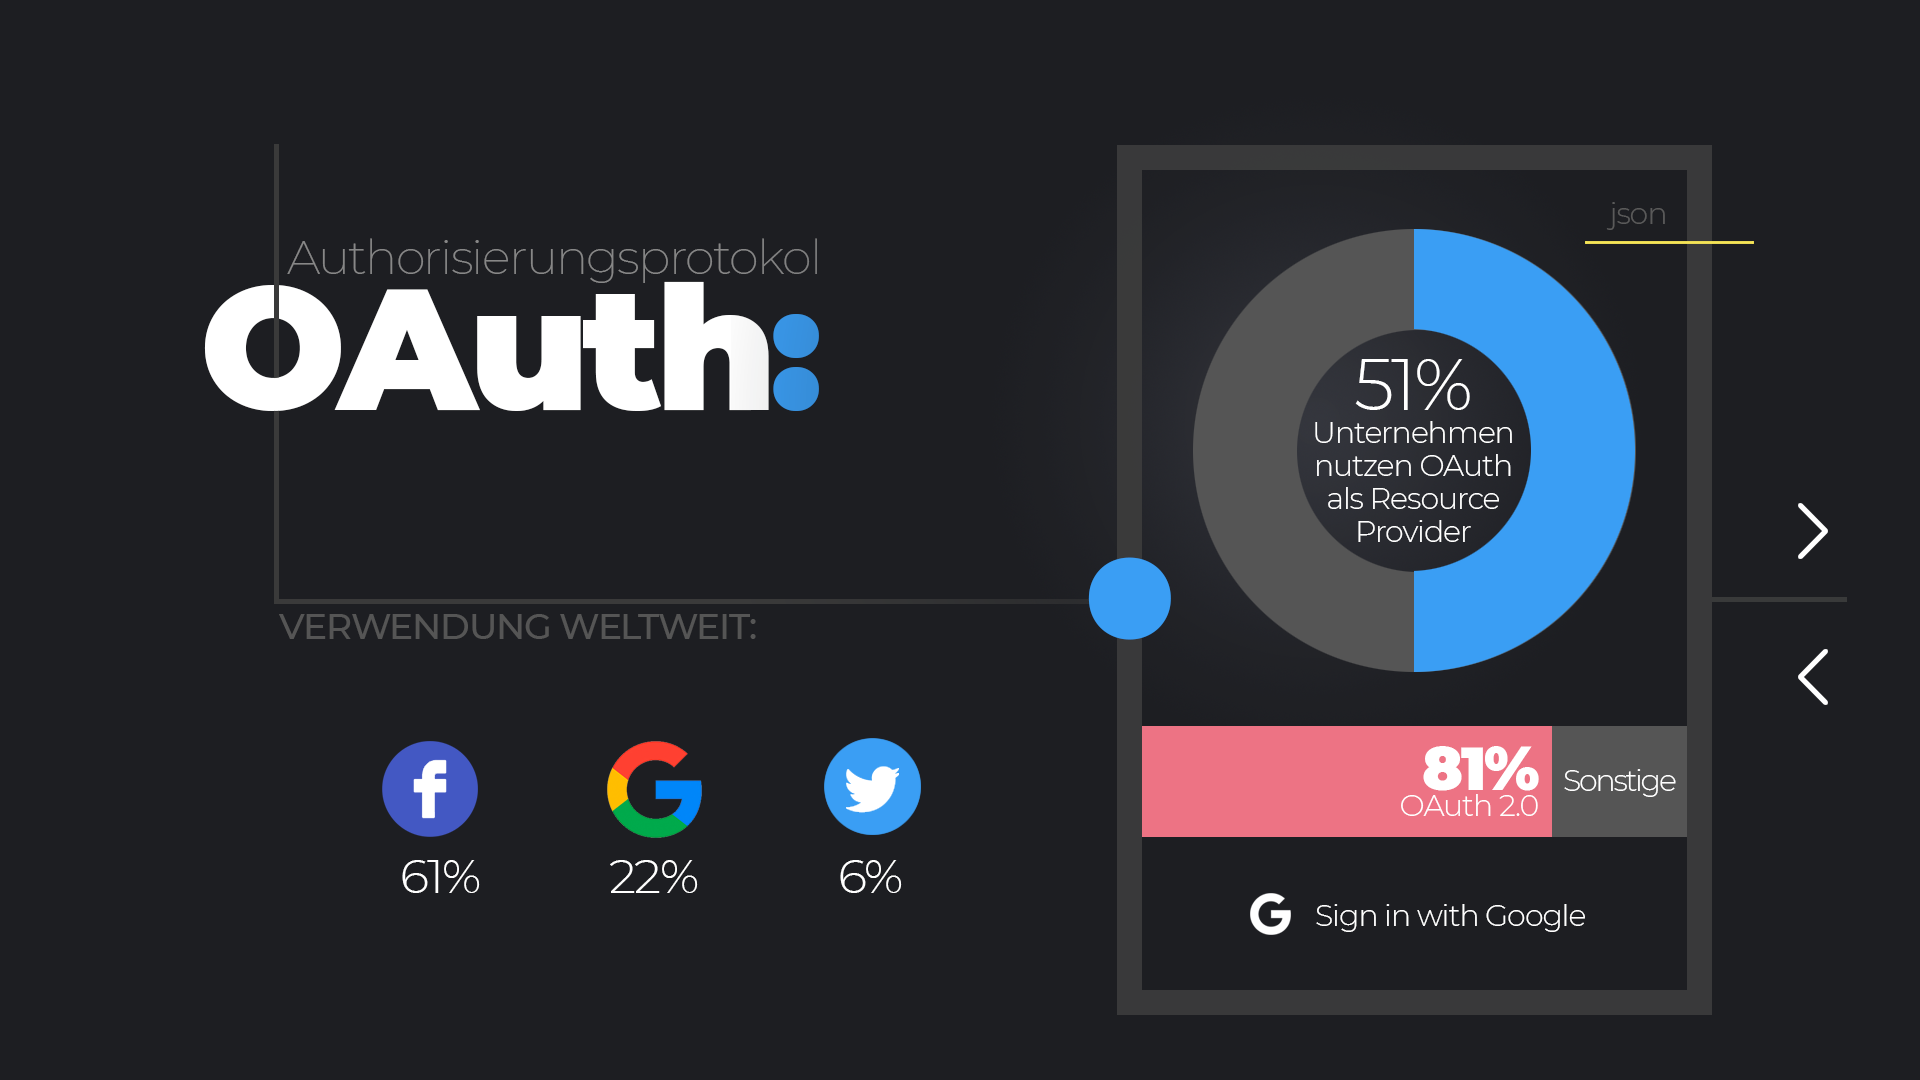 Authorisierungsprotokol
OAuth:
VERWENDUNG WELTWEIT:
61%
22%
6%
json
51%
Unternehmen
nutzen OAuth
als Resource
Provider
81%
OAuth 2.0
Sonstige
Sign in with Google